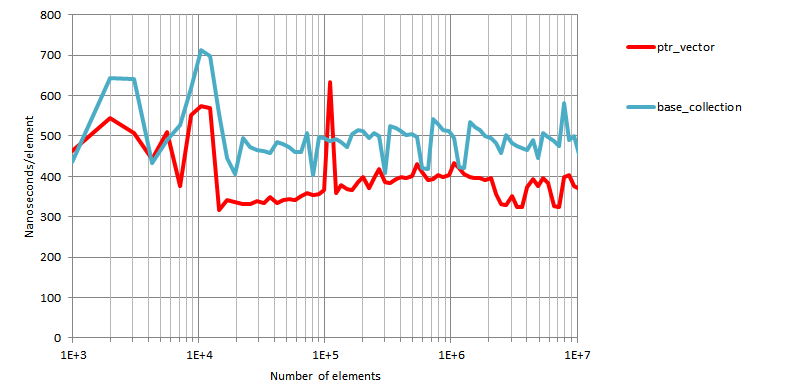 800
700
600
500
400
300
200
100
0
Nanoseconds/element
1E+3
1E+4
1E+5
1E+6
1E+7
Number of elements
ptr_vector
base_collection